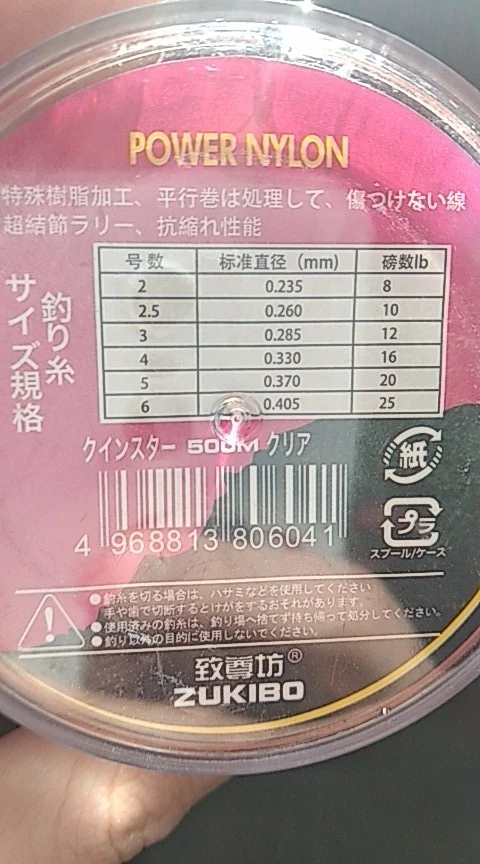 POWER NYLON
特殊樹脂加工、平行巻は処理して、傷つけない線
超結節ラリー、抗縮れ性能
釣り糸
サイズ規格
号数 标准直径（mm) 磅数lb
2 0.235 8
2.5 0.260 10
3 0.285 12
4 0.330 16
5 0.370 20
6 0.405 25
クインスター 500M クリア
紙
プラ
スプール/ケース
4 968813 806041
●釣糸を切る場合は、ハサミなどを使用してください
手や歯で切断するとけがをするおそれがあります。
●使用済みの釣糸は、釣り場へ捨てず持ち帰って処分してください。
●釣り以外の目的に使用しないでください。
致尊坊®
ZUKIBO